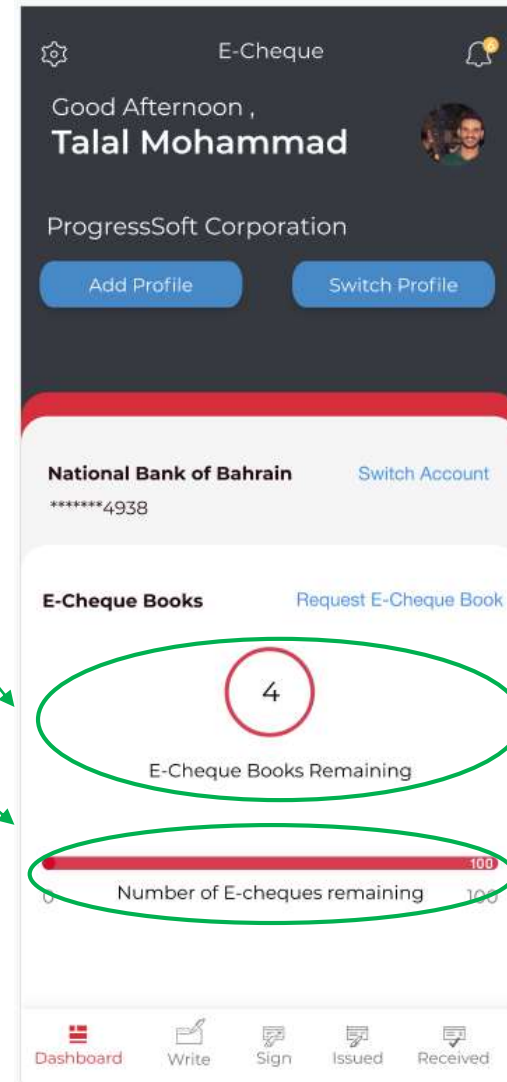 E-Cheque
6
Good Afternoon ,
Talal Mohammad
ProgressSoft Corporation
Add Profile Switch Profile
National Bank of Bahrain Switch Account
*******4938
E-Cheque Books Request E-Cheque Book
4
E-Cheque Books Remaining
100
0 Number of E-cheques remaining 100
Dashboard Write Sign Issued Received